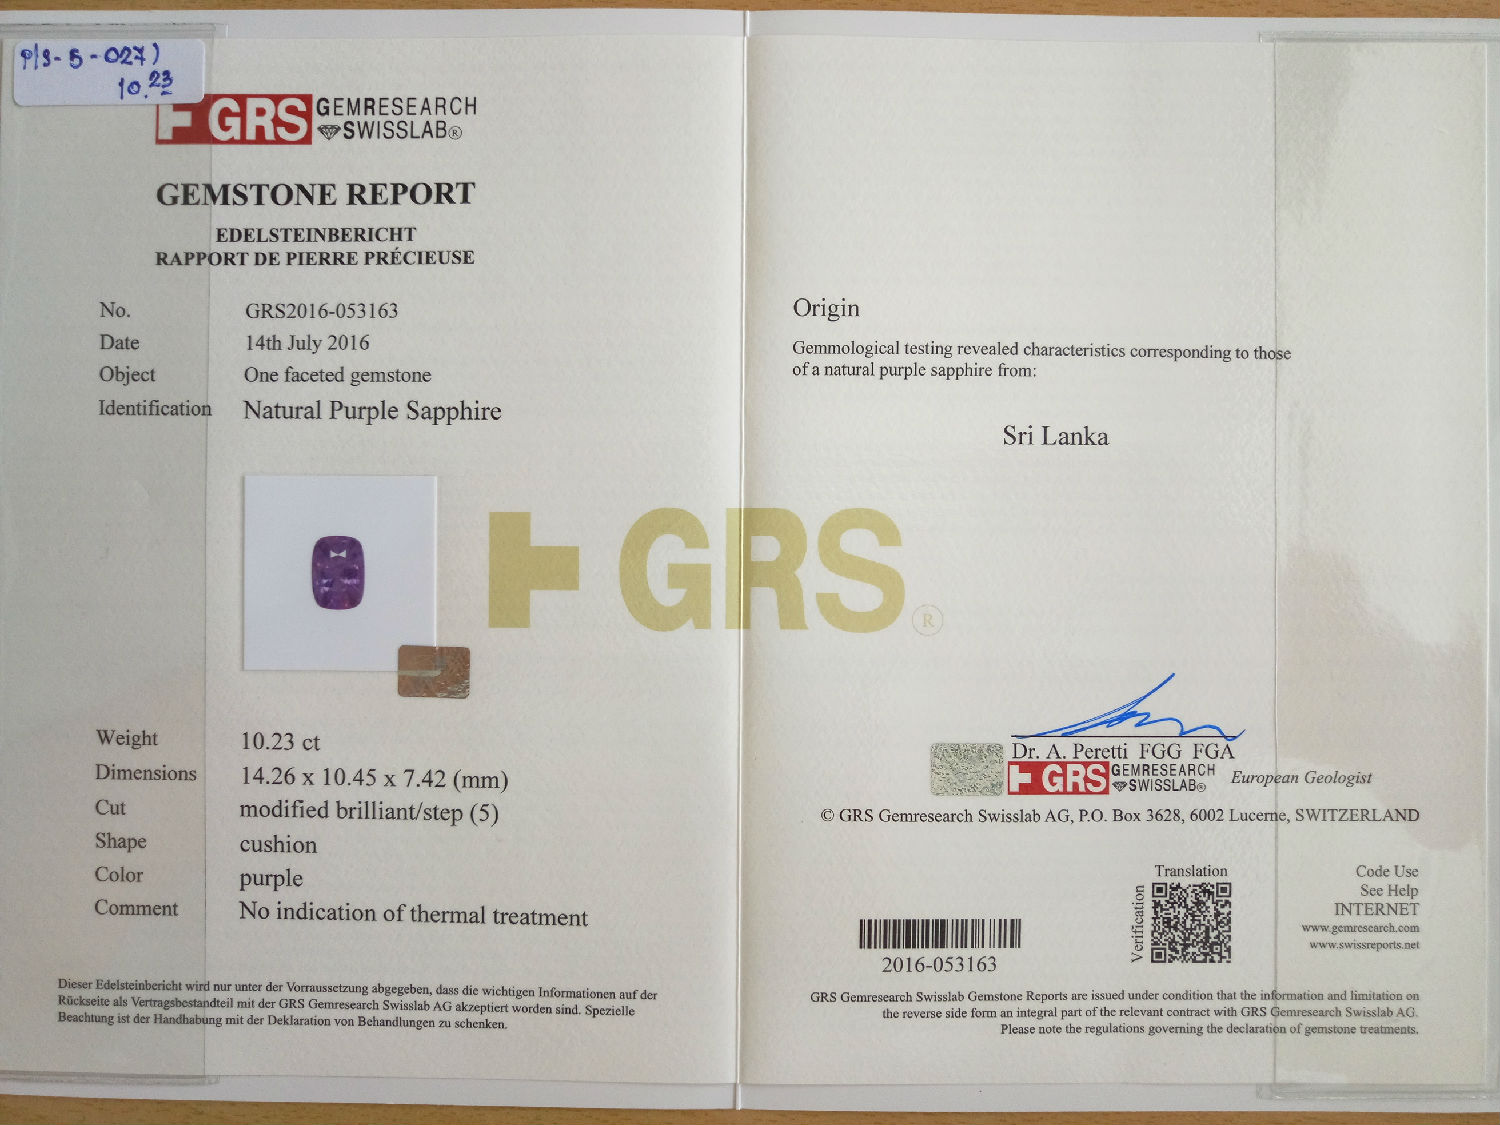 P/S-5-027)
10.23
GRS GEMRESEARCH
SWISSLAB®
GEMSTONE REPORT
EDELSTEINBERICHT
RAPPORT DE PIERRE PRÉCIEUSE
No. GRS2016-053163
Date 14th July 2016
Object One faceted gemstone
Identification Natural Purple Sapphire
Weight 10.23 ct
Dimensions 14.26 x 10.45 x 7.42 (mm)
Cut modified brilliant/step (5)
Shape cushion
Color purple
Comment No indication of thermal treatment
Dieser Edelsteinbericht wird nur unter der Vorraussetzung abgegeben, dass die wichtigen Informationen auf der
Rückseite als Vertragsbestandteil mit der GRS Gemresearch Swisslab AG akzeptiert worden sind. Spezielle
Beachtung ist der Handhabung mit der Deklaration von Behandlungen zu schenken.
GRS ®
Origin
Gemmological testing revealed characteristics corresponding to those
of a natural purple sapphire from:
Sri Lanka
Dr. A. Peretti FGG FGA
GRS GEMRESEARCH
SWISSLAB®
European Geologist
© GRS Gemresearch Swisslab AG, P.O. Box 3628, 6002 Lucerne, SWITZERLAND
2016-053163
Translation
Verification
Code Use
See Help
INTERNET
www.gemresearch.com
www.swissreports.net
GRS Gemresearch Swisslab Gemstone Reports are issued under condition that the information and limitation on
the reverse side form an integral part of the relevant contract with GRS Gemresearch Swisslab AG.
Please note the regulations governing the declaration of gemstone treatments.